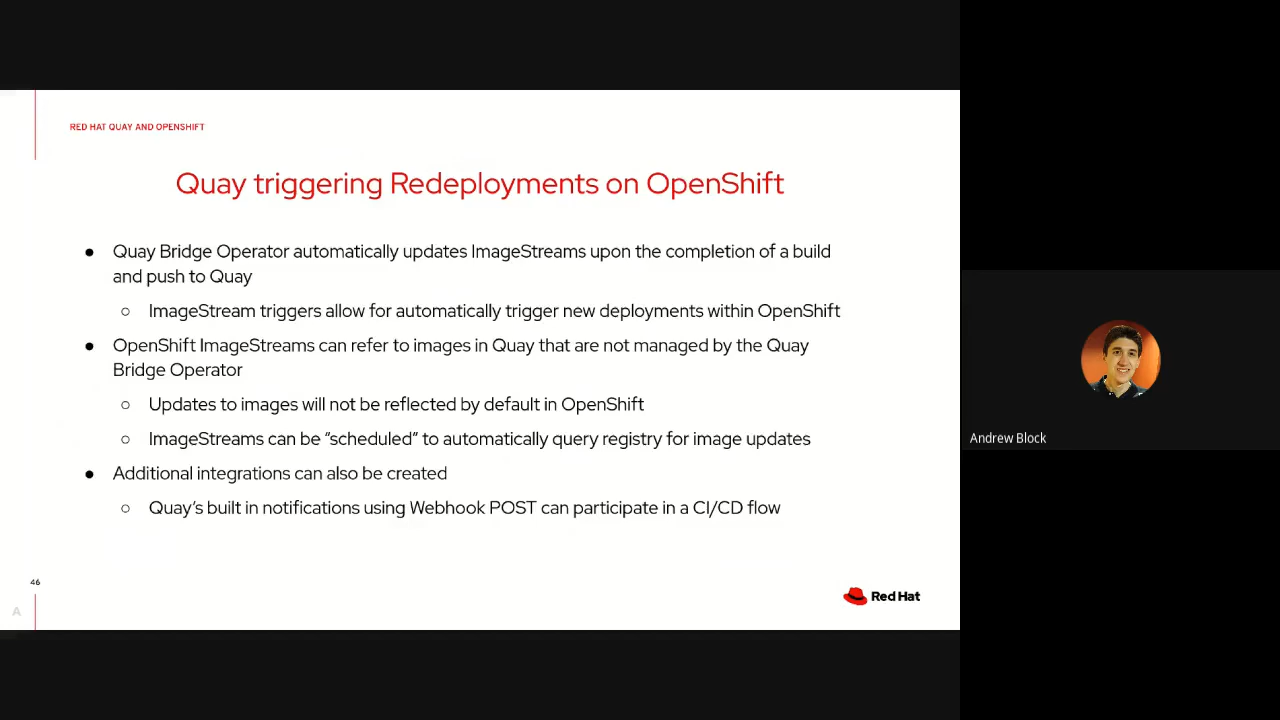 RED HAT QUAY AND OPENSHIFT
Quay triggering Redeployments on OpenShift
● Quay Bridge Operator automatically updates ImageStreams upon the completion of a build
and push to Quay
○ ImageStream triggers allow for automatically trigger new deployments within OpenShift
● OpenShift ImageStreams can refer to images in Quay that are not managed by the Quay
Bridge Operator
○ Updates to images will not be reflected by default in OpenShift
○ ImageStreams can be “scheduled” to automatically query registry for image updates
● Additional integrations can also be created
○ Quay’s built in notifications using Webhook POST can participate in a CI/CD flow
46
A
Red Hat
Andrew Block